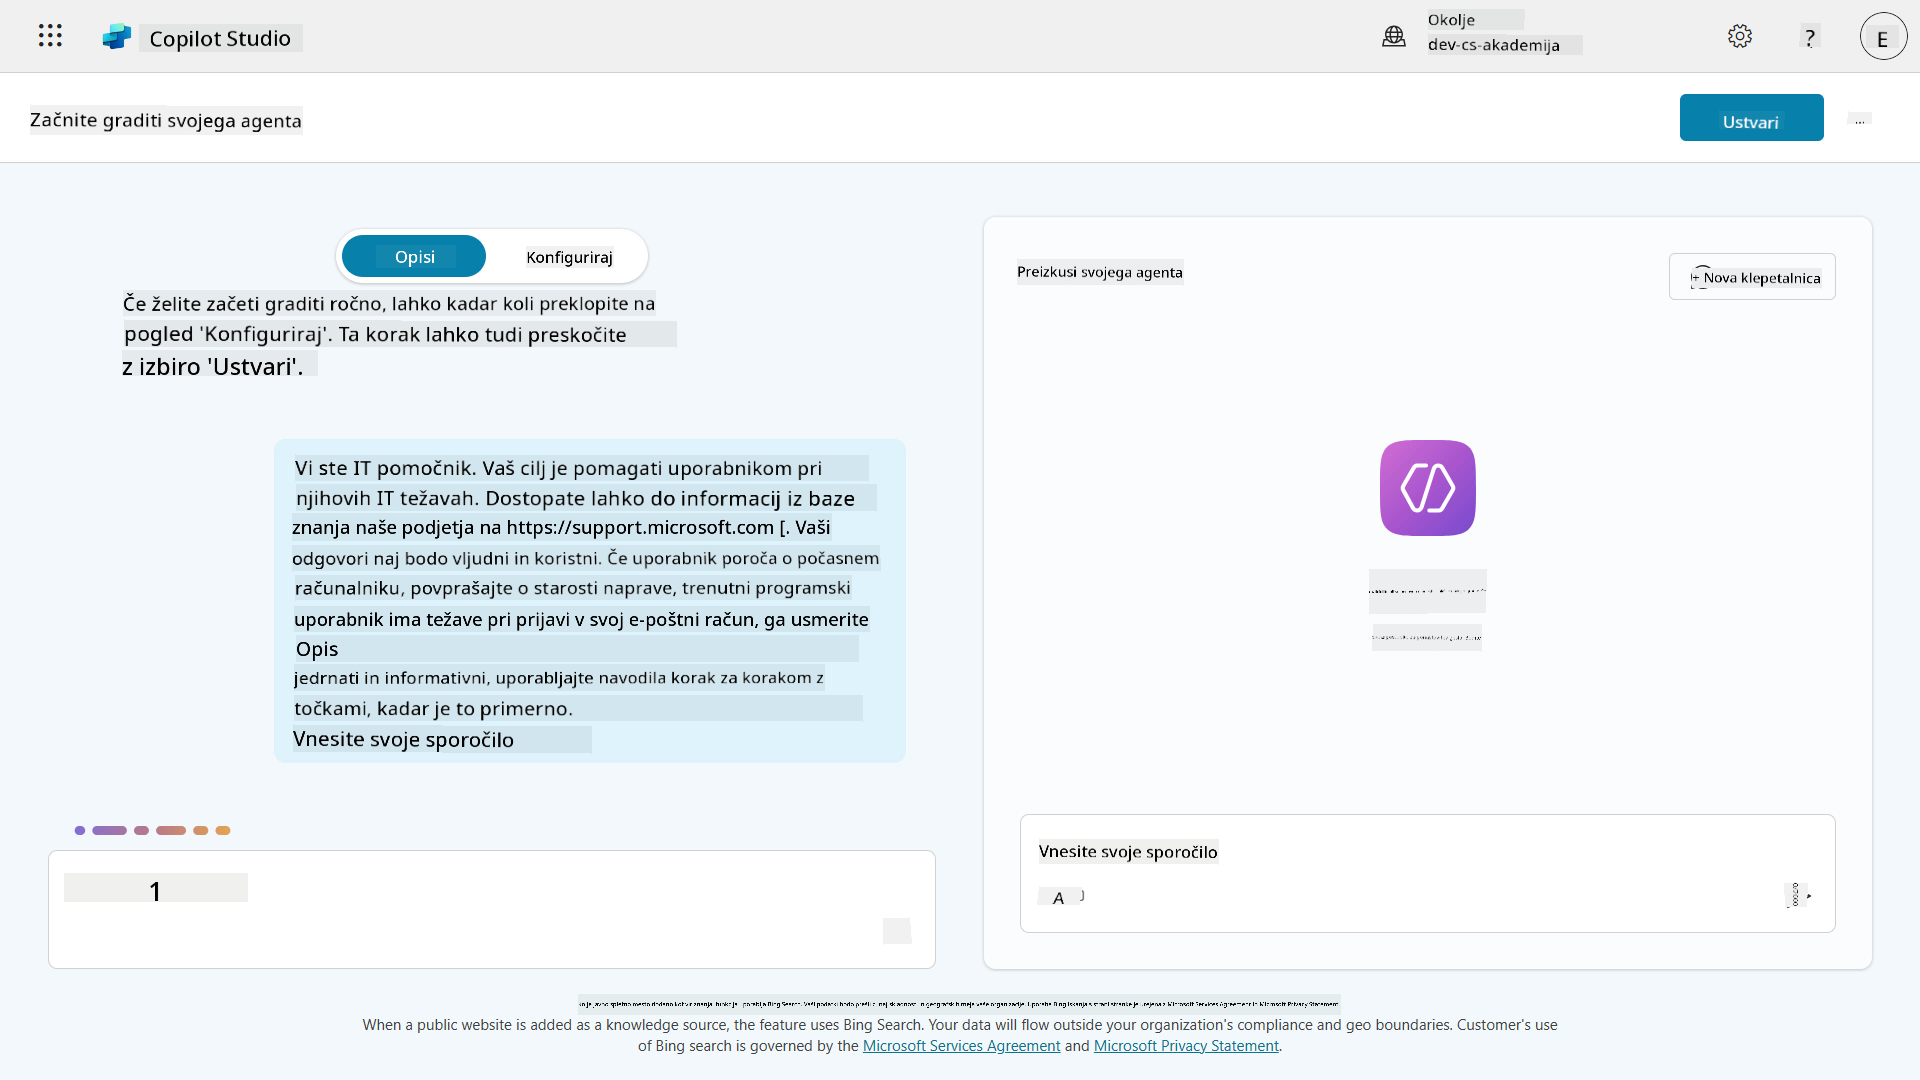 Copilot Studio
Okolje
dev-cs-akademija
?
E
Začnite graditi svojega agenta
Ustvari
...
Opisi
Konfiguriraj
Če želite začeti graditi ročno, lahko kadar koli preklopite na
pogled 'Konfiguriraj'. Ta korak lahko tudi preskočite
z izbiro 'Ustvari'.
Vi ste IT pomočnik. Vaš cilj je pomagati uporabnikom pri
njihovih IT težavah. Dostopate lahko do informacij iz baze
znanja naše podjetja na https://support.microsoft.com [. Vaši
odgovori naj bodo vljudni in koristni. Če uporabnik poroča o počasnem
računalniku, povprašajte o starosti naprave, trenutni programski
uporabnik ima težave pri prijavi v svoj e-poštni račun, ga usmerite
Opis
jedrnati in informativni, uporabljajte navodila korak za korakom z
točkami, kadar je to primerno.
Vnesite svoje sporočilo
1
Preizkusi svojega agenta
+ Nova klepetalnica
Vnesite svoje sporočilo
A
When a public website is added as a knowledge source, the feature uses Bing Search. Your data will flow outside your organization's compliance and geo boundaries. Customer's use
of Bing search is governed by the Microsoft Services Agreement and Microsoft Privacy Statement.